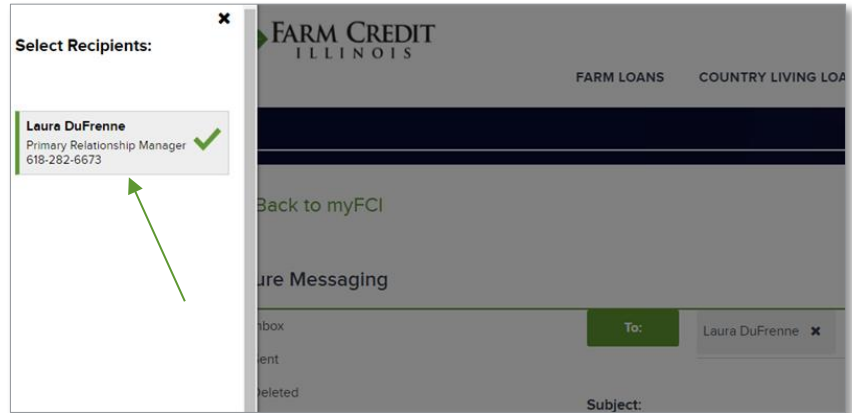 ✖
Select Recipients:
Laura DuFrenne
Primary Relationship Manager
618-282-6673
FARM CREDIT
ILLINOIS
FARM LOANS COUNTRY LIVING LOA
Back to myFCI
ure Messaging
nbox
ent
eleted
To: Laura DuFrenne ✖
Subject: